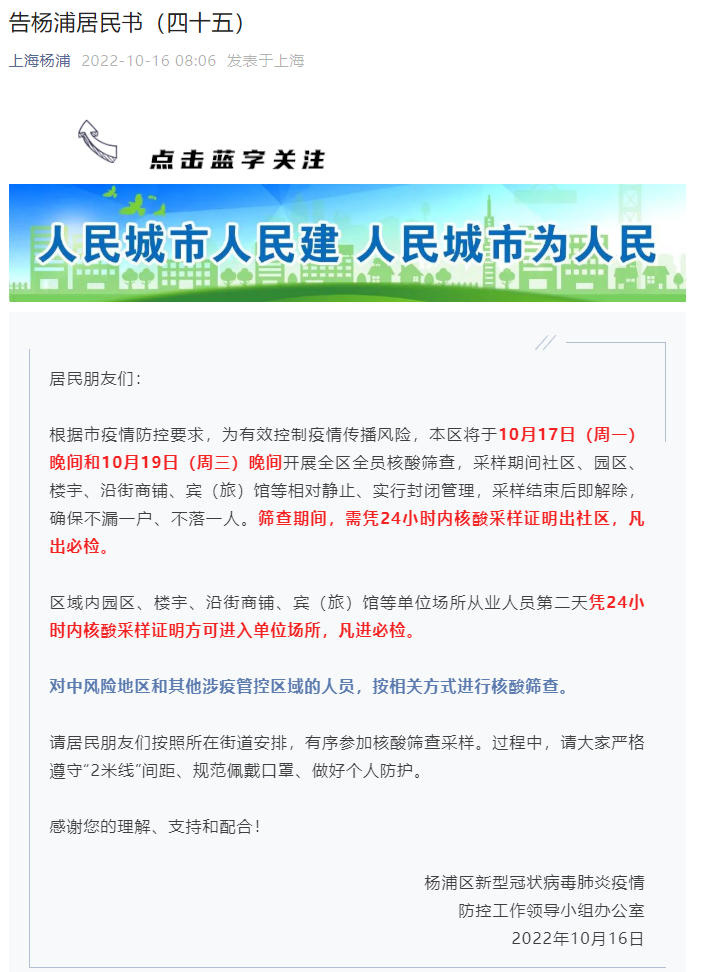 告杨浦居民书（四十五）
上海杨浦 2022-10-16 08:06 发表于上海
点击蓝字关注
人民城市人民建 人民城市为人民
居民朋友们：
根据市疫情防控要求，为有效控制疫情传播风险，本区将于10月17日（周一）
晚间和10月19日（周三）晚间开展全区全员核酸筛查，采样期间社区、园区、
楼宇、沿街商铺、宾（旅）馆等相对静止、实行封闭管理，采样结束后即解除，
确保不漏一户、不落一人。筛查期间，需凭24小时内核酸采样证明出社区，凡
出必检。
区域内园区、楼宇、沿街商铺、宾（旅）馆等单位场所从业人员第二天凭24小
时内核酸采样证明方可进入单位场所，凡进必检。
对中风险地区和其他涉疫管控区域的人员，按相关方式进行核酸筛查。
请居民朋友们按照所在街道安排，有序参加核酸筛查采样。过程中，请大家严格
遵守“2米线”间距、规范佩戴口罩、做好个人防护。
感谢您的理解、支持和配合！
杨浦区新型冠状病毒肺炎疫情
防控工作领导小组办公室
2022年10月16日